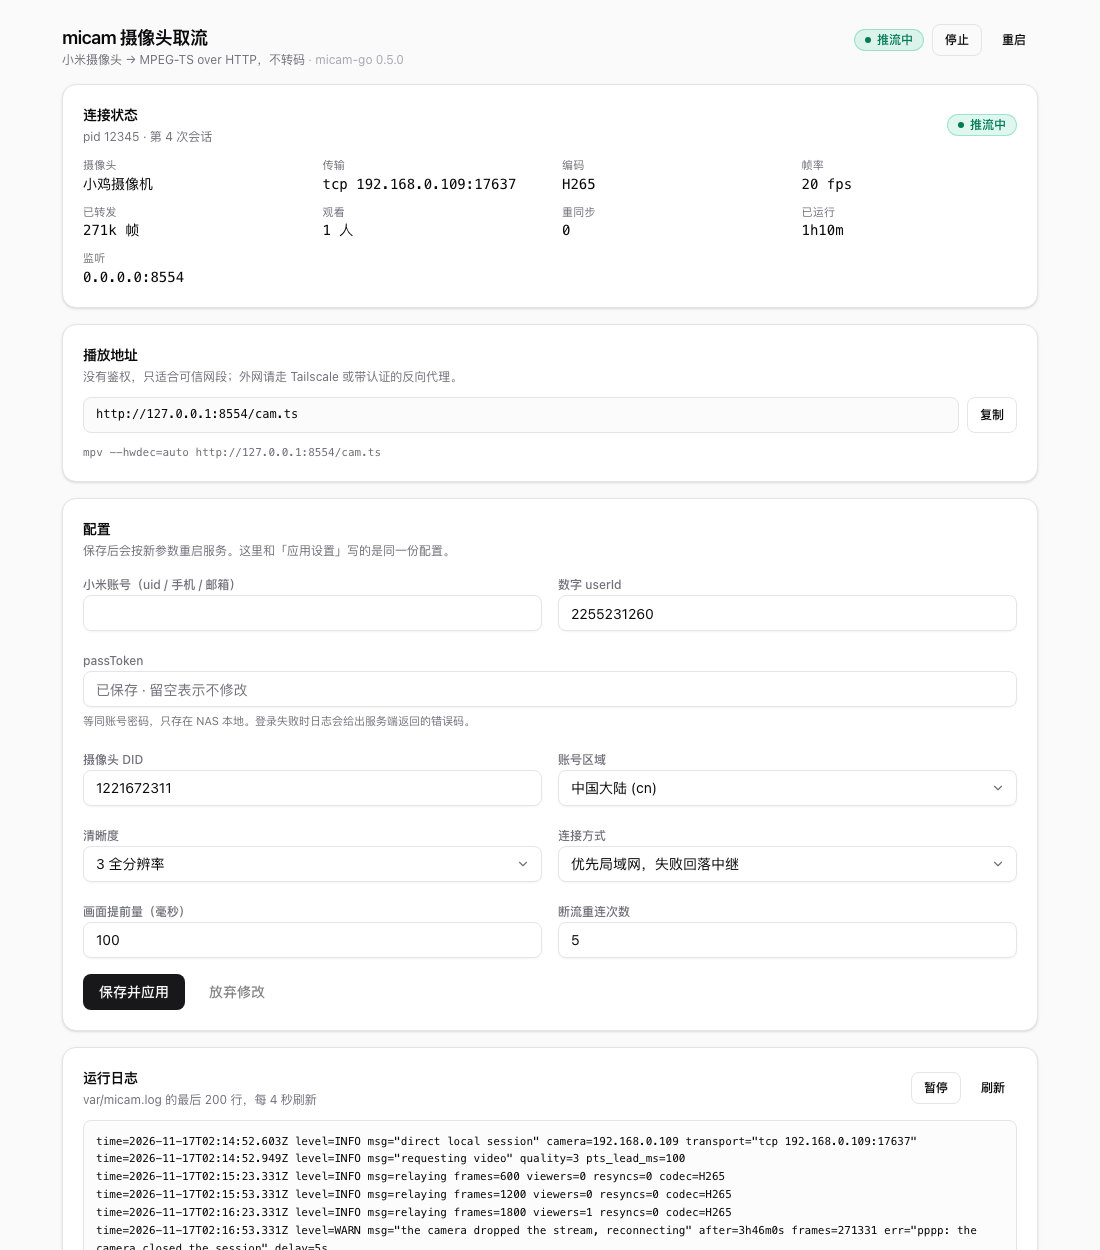 micam 摄像头取流
小米摄像头 → MPEG-TS over HTTP，不转码 · micam-go 0.5.0
推流中 停止 重启
连接状态
pid 12345 · 第 4 次会话
推流中
摄像头 传输 编码 帧率
小鸡摄像机 tcp 192.168.0.109:17637 H265 20 fps
已转发 观看 重同步 已运行
271k 帧 1 人 0 1h10m
监听
0.0.0.0:8554
播放地址
没有鉴权，只适合可信网段；外网请走 Tailscale 或带认证的反向代理。
http://127.0.0.1:8554/cam.ts 复制
mpv --hwdec=auto http://127.0.0.1:8554/cam.ts
配置
保存后会按新参数重启服务。这里和「应用设置」写的是同一份配置。
小米账号（uid / 手机 / 邮箱） 数字 userId
2255231260
passToken
已保存 · 留空表示不修改
等同账号密码，只存在 NAS 本地。登录失败时日志会给出服务端返回的错误码。
摄像头 DID 账号区域
1221672311 中国大陆 (cn)
清晰度 连接方式
3 全分辨率 优先局域网，失败回落中继
画面提前量（毫秒） 断流重连次数
100 5
保存并应用 放弃修改
运行日志
var/micam.log 的最后 200 行，每 4 秒刷新
暂停 刷新
time=2026-11-17T02:14:52.603Z level=INFO msg="direct local session" camera=192.168.0.109 transport="tcp 192.168.0.109:17637"
time=2026-11-17T02:14:52.949Z level=INFO msg="requesting video" quality=3 pts_lead_ms=100
time=2026-11-17T02:15:23.331Z level=INFO msg=relaying frames=600 viewers=0 resyncs=0 codec=H265
time=2026-11-17T02:15:53.331Z level=INFO msg=relaying frames=1200 viewers=0 resyncs=0 codec=H265
time=2026-11-17T02:16:23.331Z level=INFO msg=relaying frames=1800 viewers=1 resyncs=0 codec=H265
time=2026-11-17T02:16:53.331Z level=WARN msg="the camera dropped the stream, reconnecting" after=3h46m0s frames=271331 err="pppp: the
camera closed the session" delay=5s